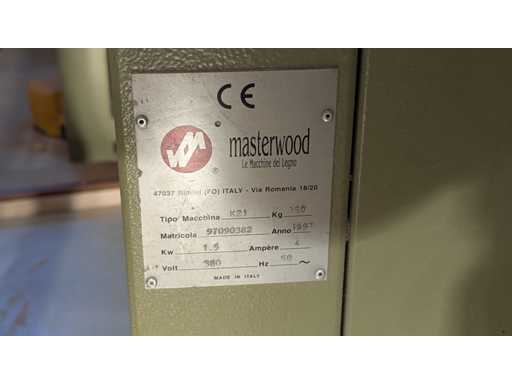 CE
WM
®
masterwood
Le Macchine del Legno
47037 Rimini (FO) ITALY - Via Romania 18/20
Tipo Macchina K21 Kg
Matricola 97090382 Anno 1997
Kw 1.5 Ampère 4
Volt 380 Hz 50 ~
MADE IN ITALY